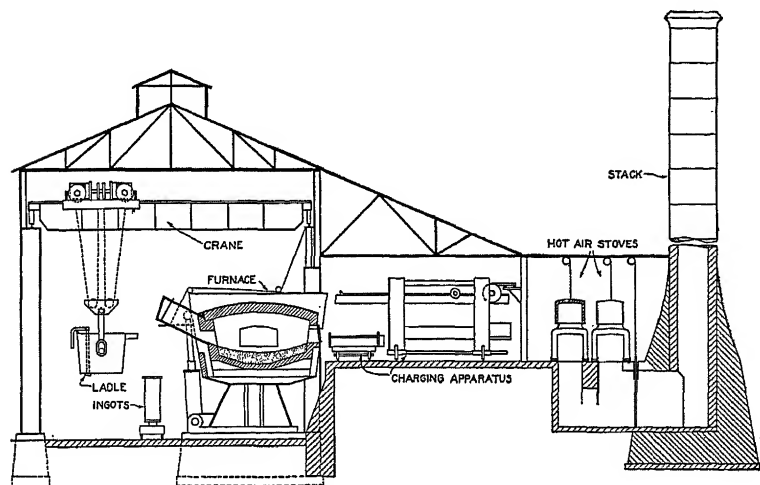 STACK
HOT AIR STOVES
CRANE
FURNACE
LADLE
INGOTS
CHARGING APPARATUS